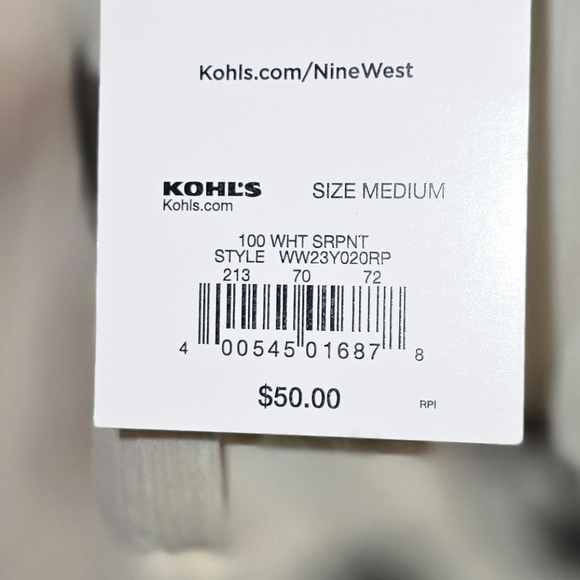 Kohls.com/NineWest
KOHL'S SIZE MEDIUM
Kohls.com
100 WHT SRPNT
STYLE WW23Y020RP
213 70 72
4 00545 01687 8
$50.00 RPI